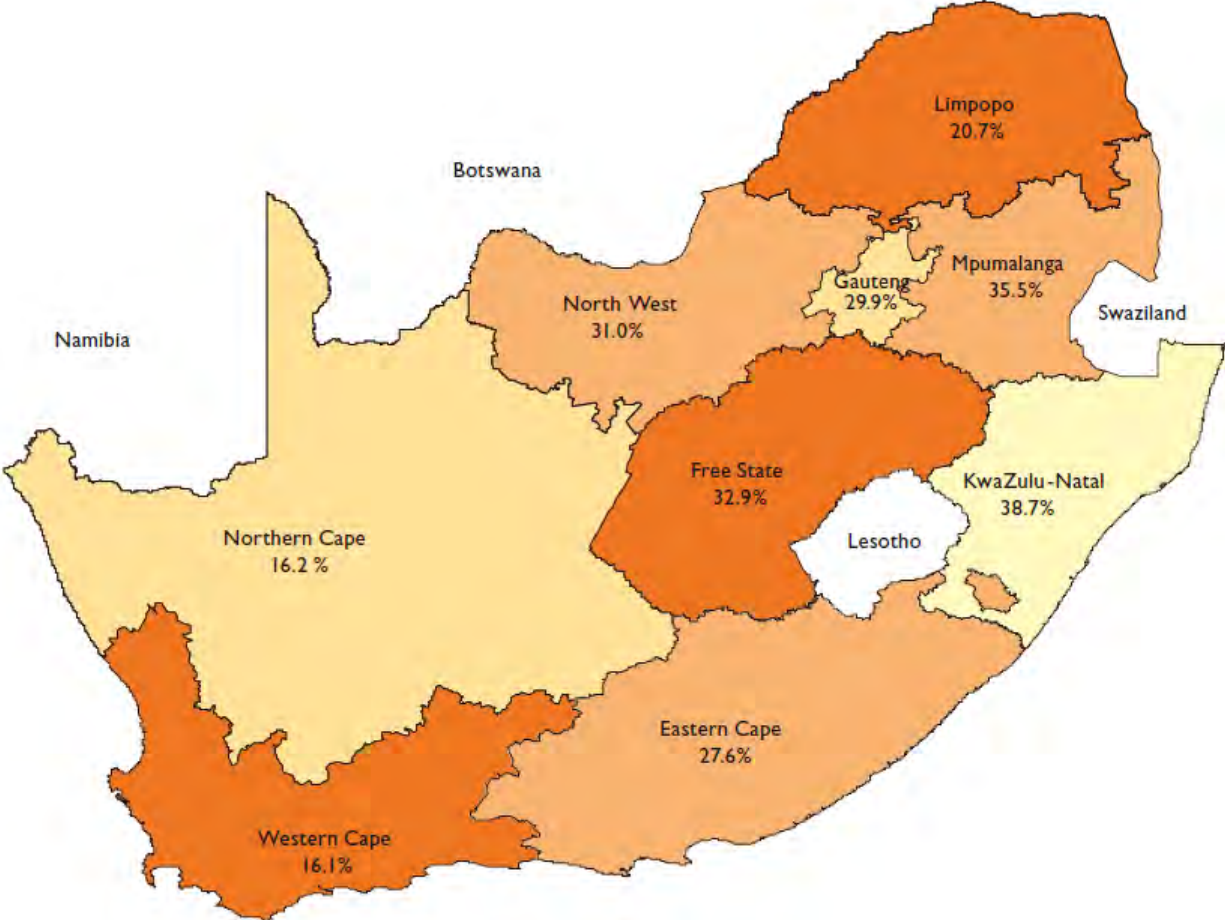 Limpopo
20.7%
Botswana
Mpumalanga
35.5%
Gauteng
29.9%
North West
31.0%
Swaziland
Namibia
Free State
32.9%
KwaZulu-Natal
38.7%
Northern Cape
16.2 %
Lesotho
Eastern Cape
27.6%
Western Cape
16.1%